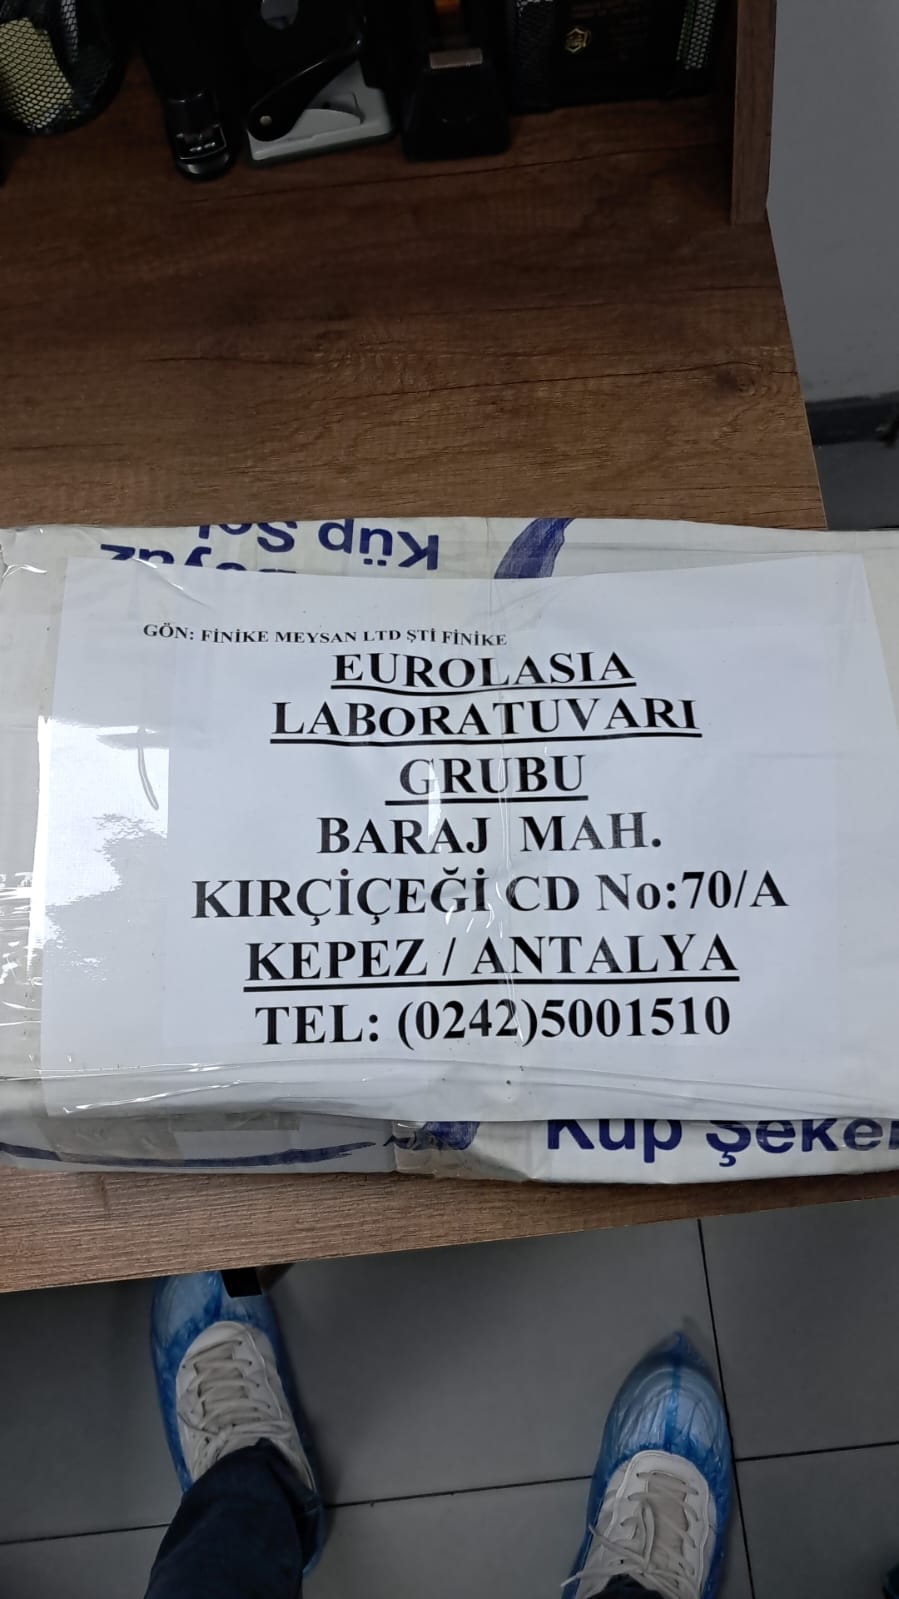 Küp
GÖN: FİNİKE MEYSAN LTD ŞTİ FİNİKE
EUROLASIA
LABORATUVARI
GRUBU
BARAJ MAH.
KIRÇİÇEĞİ CD No:70/A
KEPEZ / ANTALYA
TEL: (0242)5001510
Küp Şeker